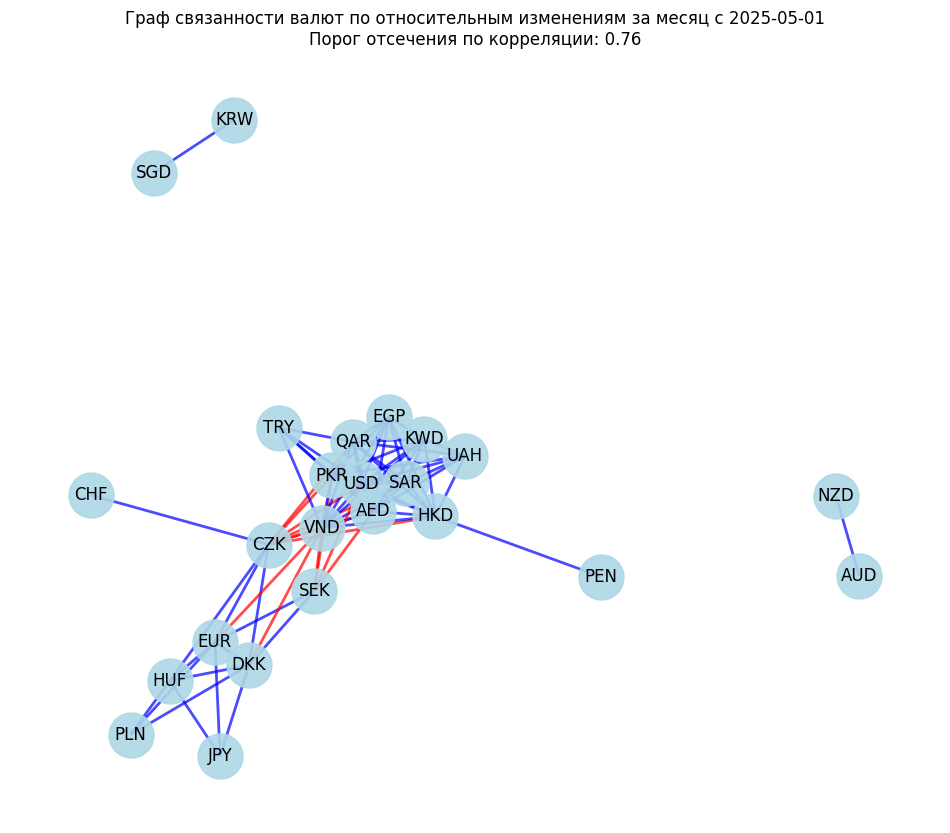 Граф связанности валют по относительным изменениям за месяц с 2025-05-01
Порог отсечения по корреляции: 0.76
KRW
SGD
EGP
TRY
KWD
QAR
UAH
PKR
USD
SAR
CHF
NZD
AED
HKD
VND
CZK
PEN
AUD
SEK
EUR
DKK
HUF
PLN
JPY